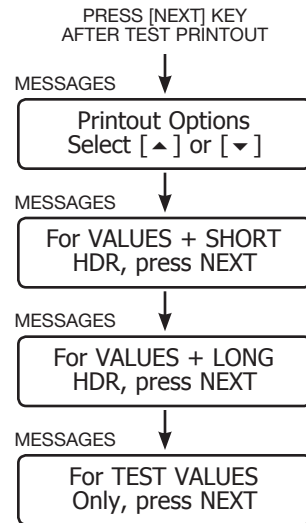 PRESS [NEXT] KEY
AFTER TEST PRINTOUT
MESSAGES
Printout Options
Select [ ▲ ] or [ ▼ ]
MESSAGES
For VALUES + SHORT
HDR, press NEXT
MESSAGES
For VALUES + LONG
HDR, press NEXT
MESSAGES
For TEST VALUES
Only, press NEXT